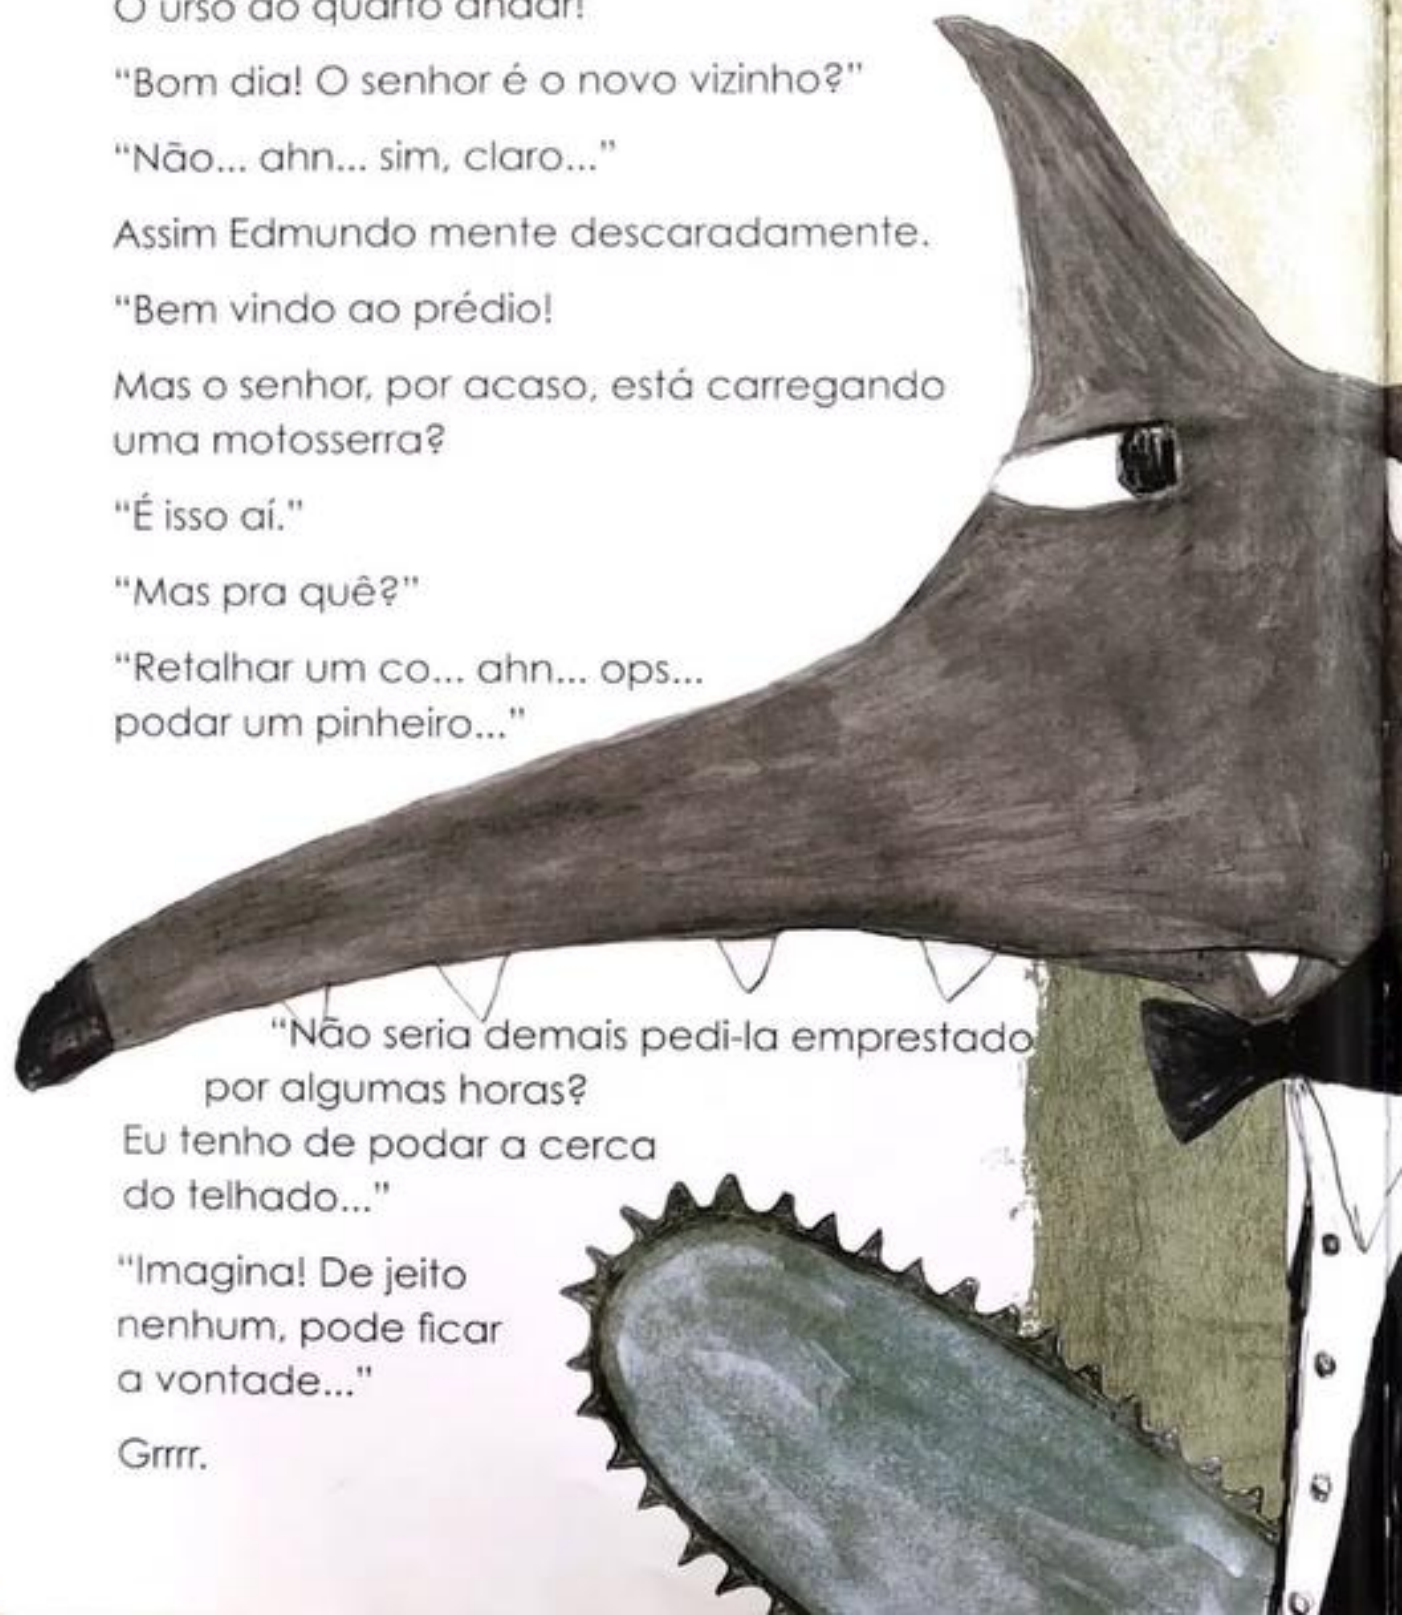 O urso do quarto andar!
“Bom dia! O senhor é o novo vizinho?”
“Não... ahn... sim, claro...”
Assim Edmundo mente descaradamente.
“Bem vindo ao prédio!
Mas o senhor, por acaso, está carregando
uma motosserra?
“É isso aí.”
“Mas pra quê?”
“Retalhar um co... ahn... ops...
podar um pinheiro...”
“Não seria demais pedi-la emprestado
por algumas horas?
Eu tenho de podar a cerca
do telhado...”
“Imagina! De jeito
nenhum, pode ficar
a vontade...”
Grrrr.